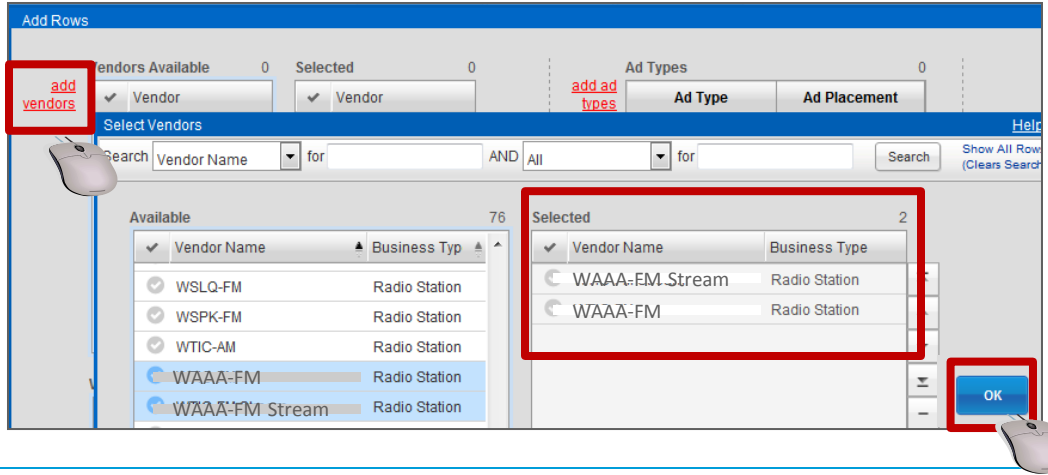 Add Rows
Vendors Available 0 Selected 0 Ad Types 0
add vendors
Vendor
Vendor
add ad types
Ad Type Ad Placement
Select Vendors Help
Search Vendor Name for AND All for Search
Show All Rows
(Clears Search
Available 76
Selected 2
Vendor Name Business Typ
Vendor Name Business Type
WSLQ-FM Radio Station
WAAA-FM Stream Radio Station
WSPK-FM Radio Station
WAAA-FM Radio Station
WTIC-AM Radio Station
WAAA-FM Radio Station
WAAA-FM Stream Radio Station
OK